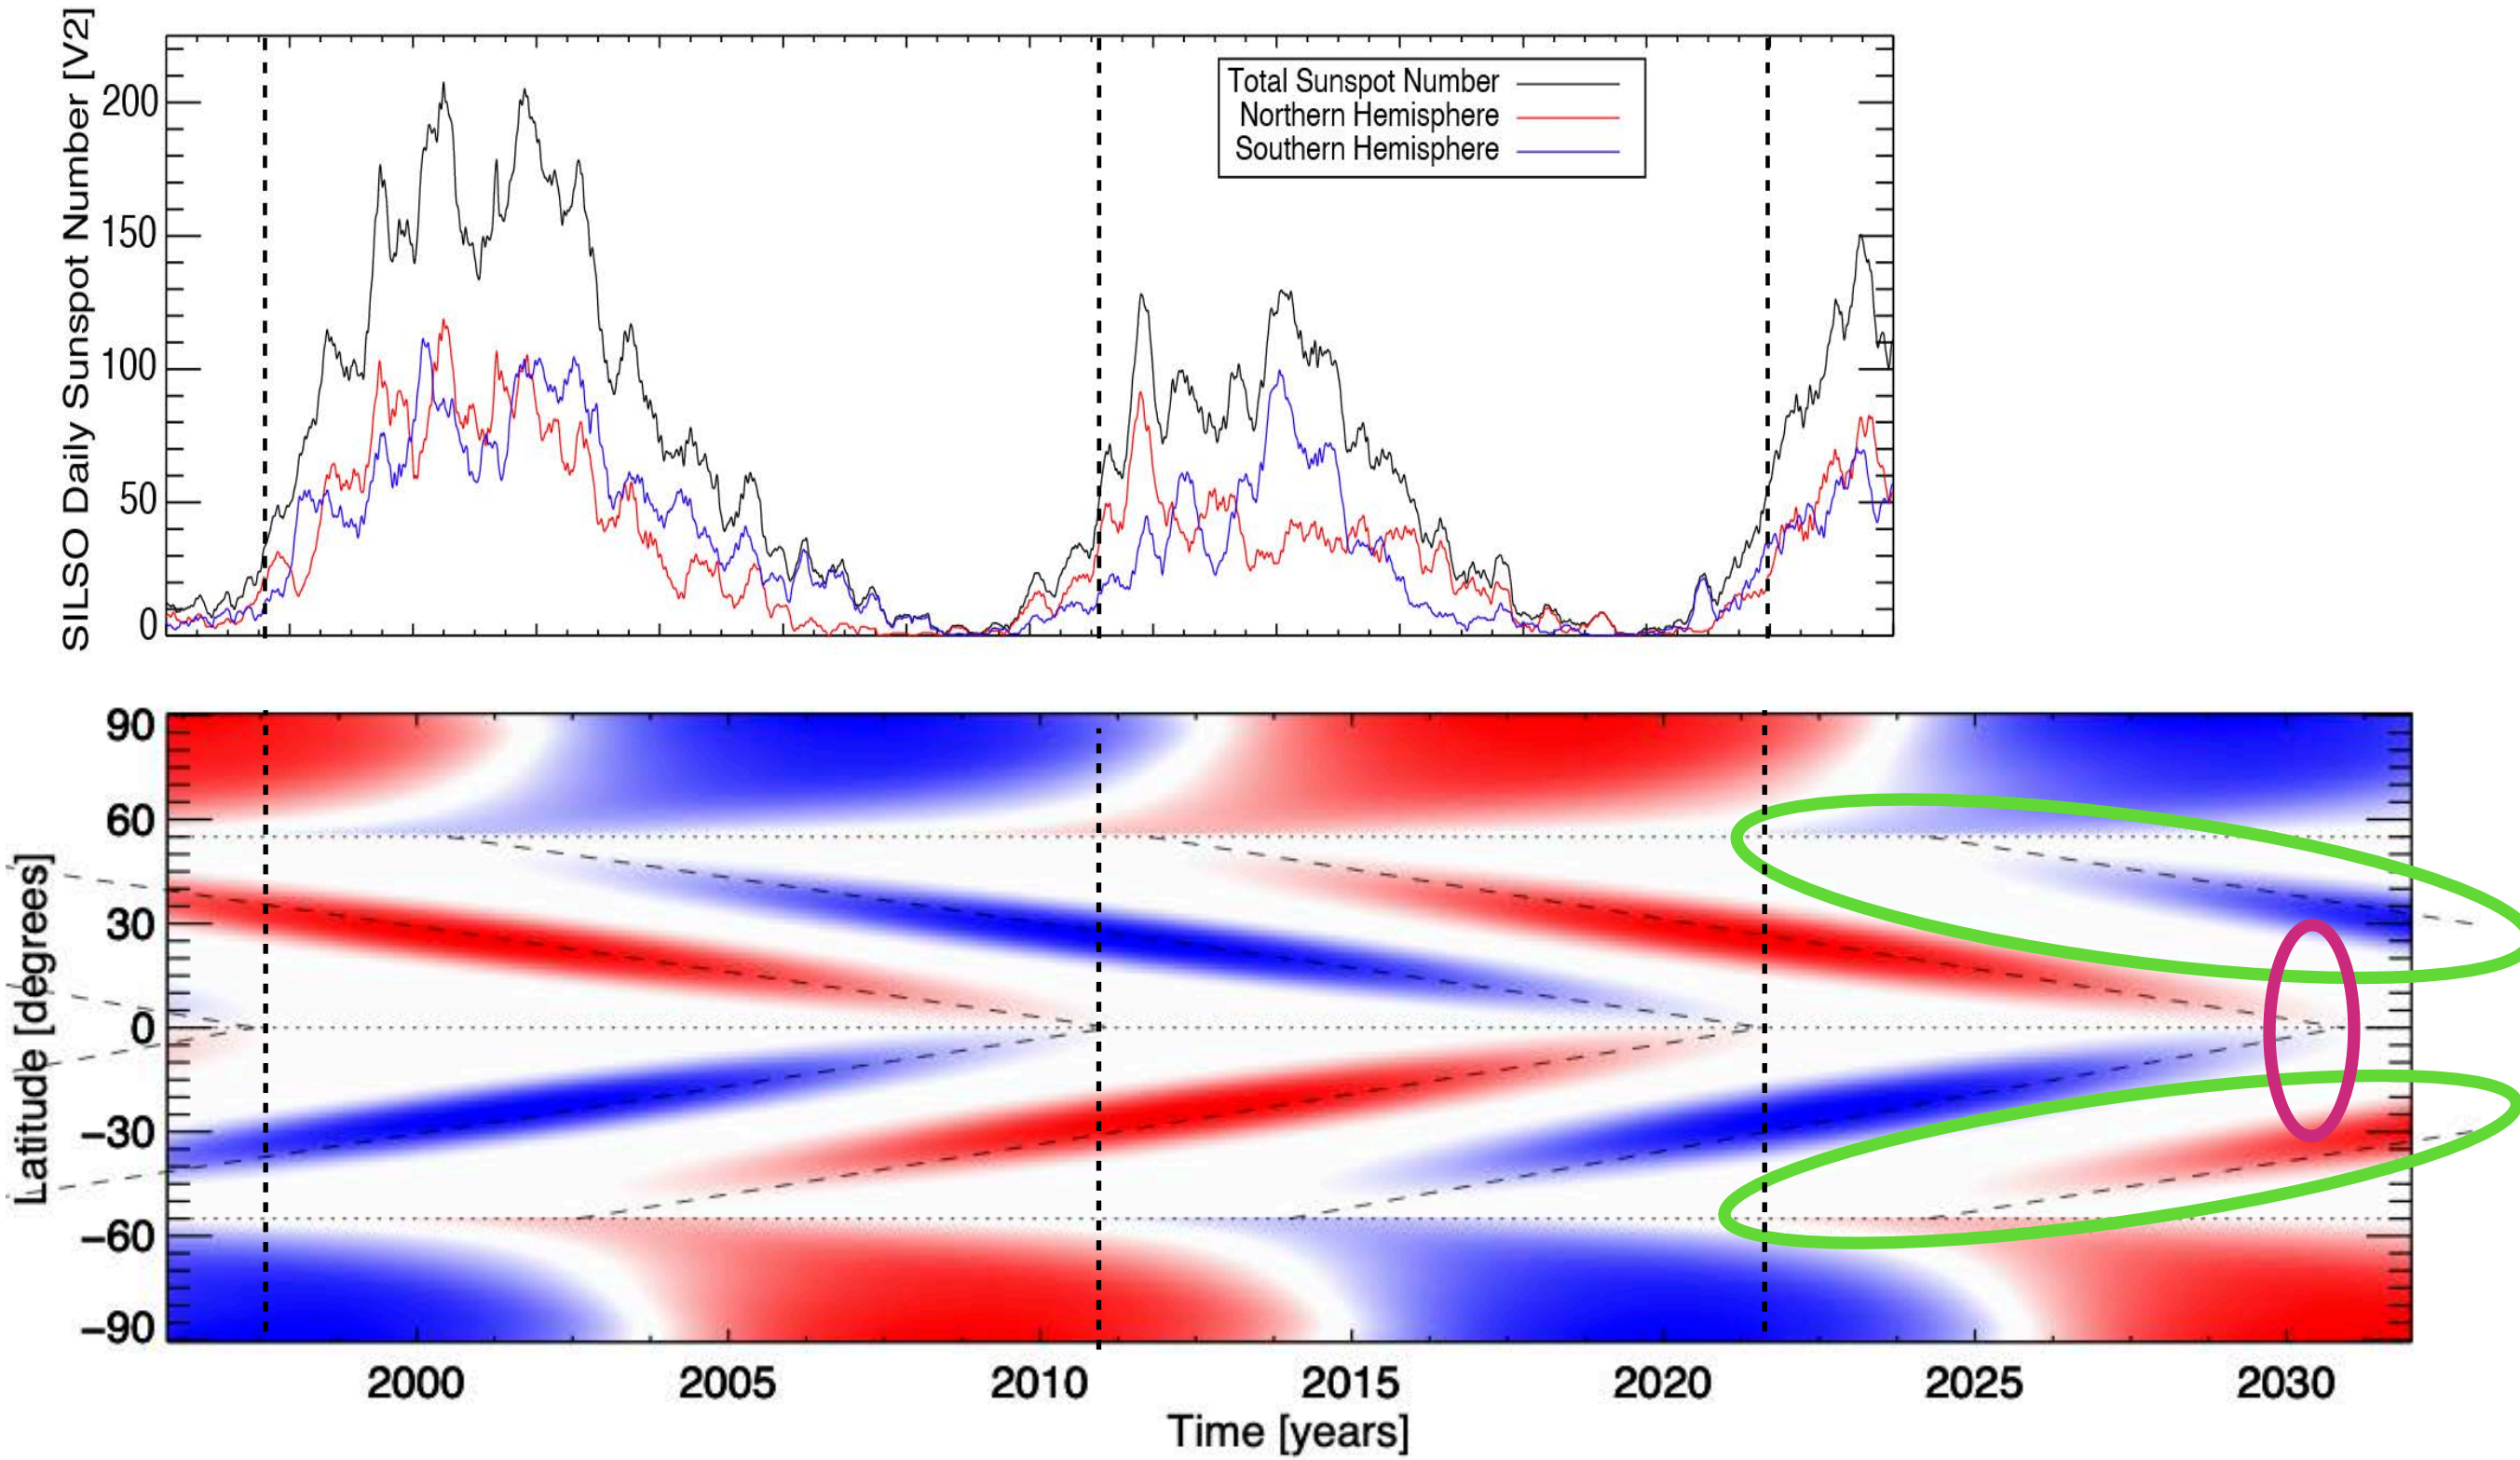 SILSO Daily Sunspot Number [V2]
200
150
100
50
0
Total Sunspot Number
Northern Hemisphere
Southern Hemisphere
Latitude [degrees]
90
60
30
0
−30
−60
−90
2000 2005 2010 2015 2020 2025 2030
Time [years]